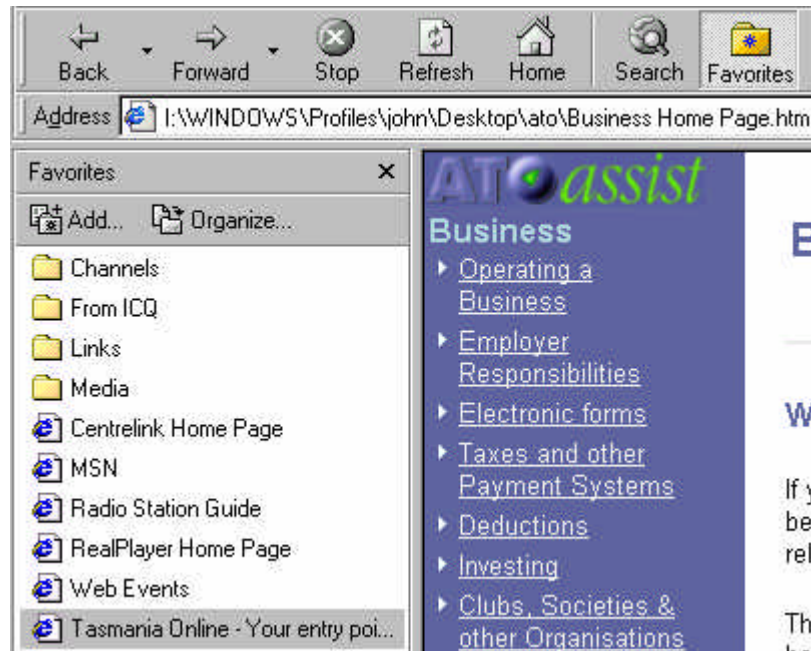 Back Forward Stop Refresh Home Search Favorites
Address I:\WINDOWS\Profiles\john\Desktop\ato\Business Home Page.htm
Favorites
Add... Organize...
Channels
From ICQ
Links
Media
Centrelink Home Page
MSN
Radio Station Guide
RealPlayer Home Page
Web Events
Tasmania Online - Your entry poi...
ATO assist
Business
Operating a
Business
Employer
Responsibilities
Electronic forms
Taxes and other
Payment Systems
Deductions
Investing
Clubs, Societies &
other Organisations
If
Th